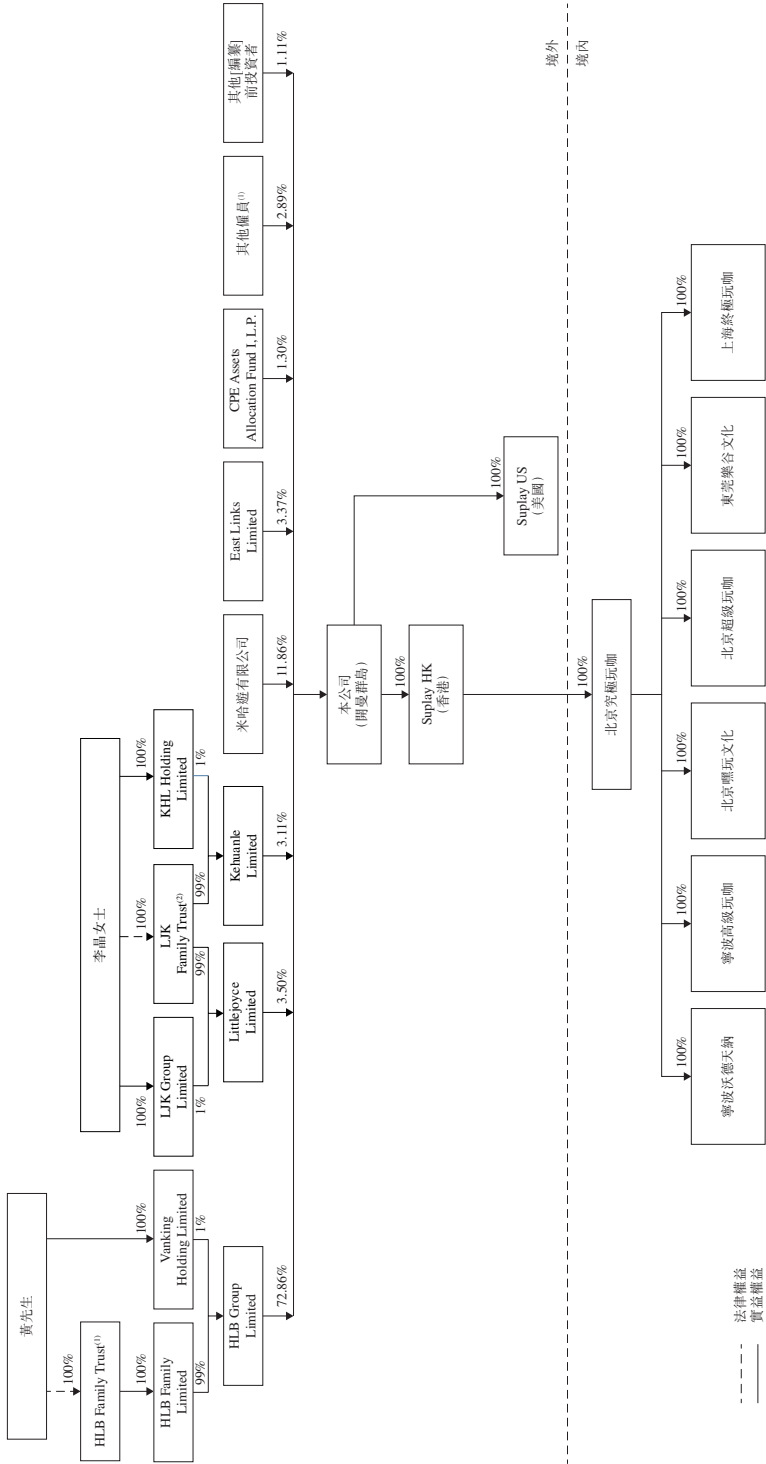 黃先生
100%
HLB Family Trust(1)
100%
HLB Family
Limited
99%
100%
Vanking
Holding Limited
1%
HLB Group
Limited
72.86%
李晶女士
100%
LJK Group
Limited
1%
100%
LJK
Family Trust(2)
99%
99%
100%
KHL Holding
Limited
1%
Littlejoyce
Limited
3.50%
Kehuanle
Limited
3.11%
米哈遊有限公司
11.86%
East Links
Limited
3.37%
CPE Assets
Allocation Fund I, L.P.
1.30%
其他僱員(1)
2.89%
其他[編纂]
前投資者
1.11%
本公司
(開曼群島)
100%
Suplay HK
(香港)
100%
Suplay US
(美國)
境外
境內
100%
北京究極玩咖
100%
寧波沃德天納
100%
寧波高級玩咖
100%
北京嘿玩文化
100%
北京超級玩咖
100%
東莞樂谷文化
100%
上海終極玩咖
法律權益
實益權益